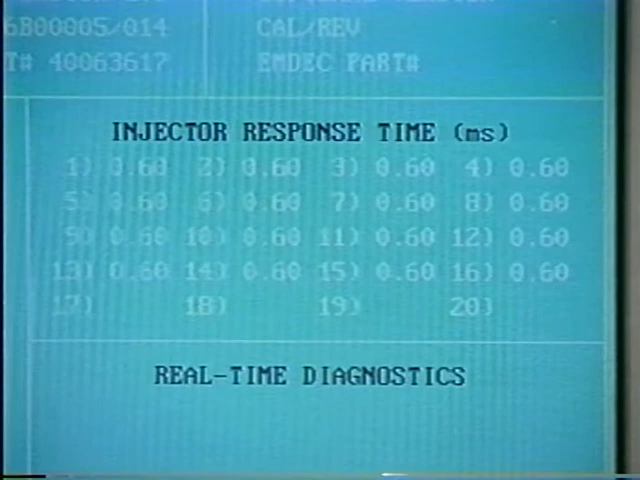 6B00005/014 CAL/REV
T# 40063617 EMDEC PART#
INJECTOR RESPONSE TIME (ms)
1) 0.60 2) 0.60 3) 0.60 4) 0.60
5) 0.60 6) 0.60 7) 0.60 8) 0.60
9) 0.60 10) 0.60 11) 0.60 12) 0.60
13) 0.60 14) 0.60 15) 0.60 16) 0.60
17) 18) 19) 20)
REAL-TIME DIAGNOSTICS